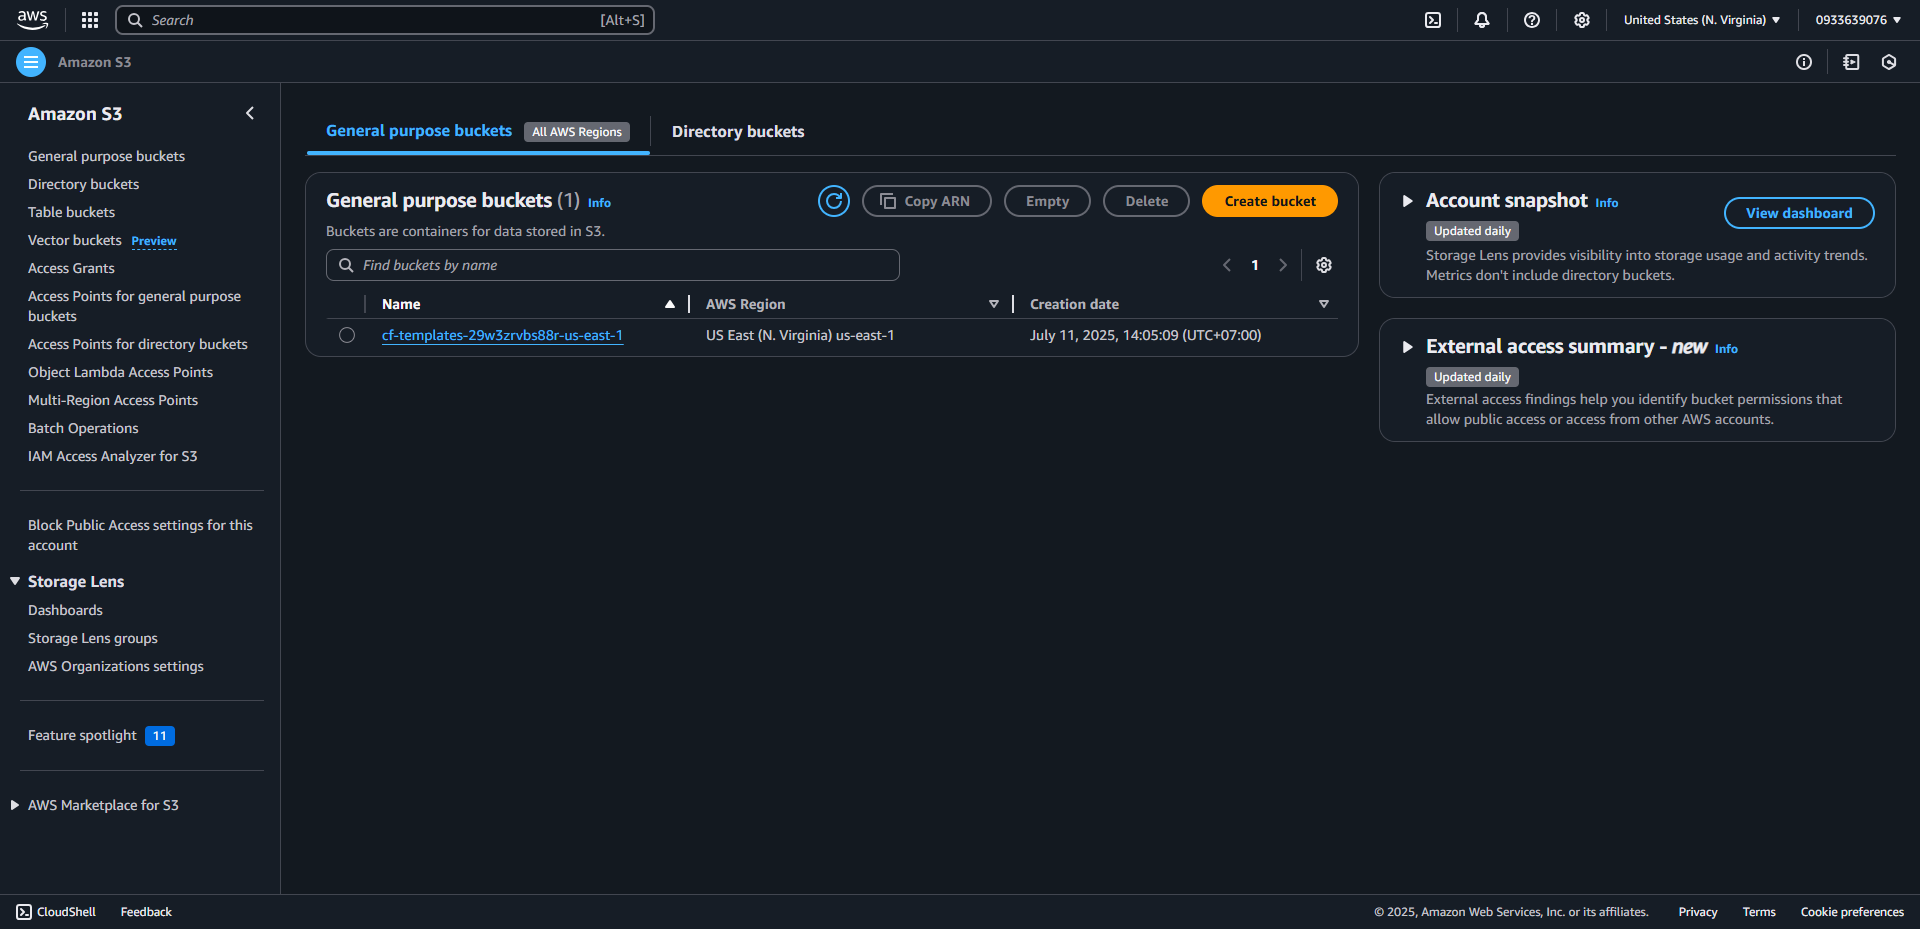 aws
Search
[Alt+S]
United States (N. Virginia)
0933639076
Amazon S3
Amazon S3
General purpose buckets
Directory buckets
Table buckets
Vector buckets Preview
Access Grants
Access Points for general purpose
buckets
Access Points for directory buckets
Object Lambda Access Points
Multi-Region Access Points
Batch Operations
IAM Access Analyzer for S3
Block Public Access settings for this
account
Storage Lens
Dashboards
Storage Lens groups
AWS Organizations settings
Feature spotlight 11
AWS Marketplace for S3
General purpose buckets All AWS Regions
Directory buckets
General purpose buckets (1) Info
Copy ARN
Empty
Delete
Create bucket
Buckets are containers for data stored in S3.
Find buckets by name
1
Name
AWS Region
Creation date
cf-templates-29w3zrvbs88r-us-east-1
US East (N. Virginia) us-east-1
July 11, 2025, 14:05:09 (UTC+07:00)
Account snapshot Info
View dashboard
Updated daily
Storage Lens provides visibility into storage usage and activity trends.
Metrics don't include directory buckets.
External access summary - new Info
Updated daily
External access findings help you identify bucket permissions that
allow public access or access from other AWS accounts.
CloudShell
Feedback
© 2025, Amazon Web Services, Inc. or its affiliates.
Privacy
Terms
Cookie preferences